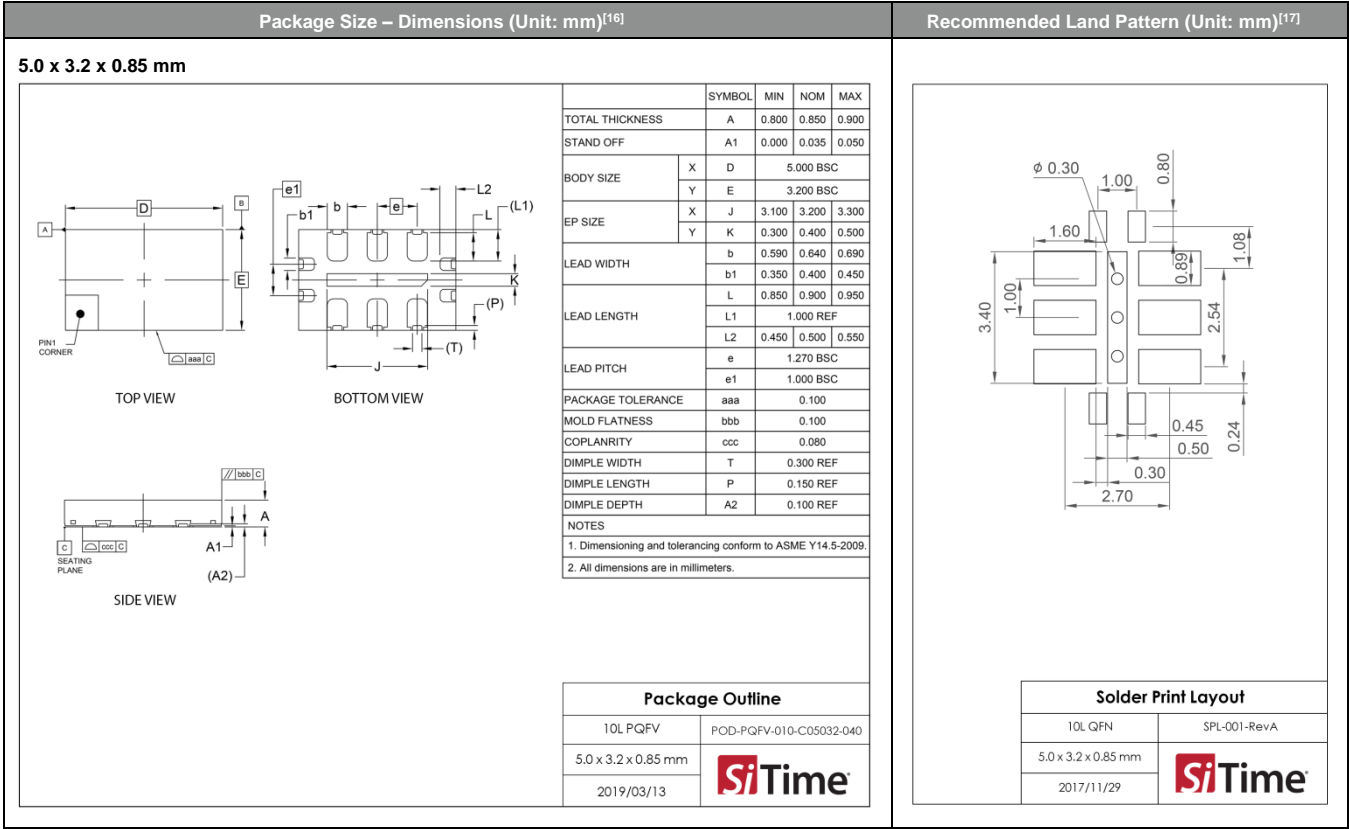 Package Size – Dimensions (Unit: mm)[16]
Recommended Land Pattern (Unit: mm)[17]
5.0 x 3.2 x 0.85 mm
SYMBOL MIN NOM MAX
TOTAL THICKNESS A 0.800 0.850 0.900
STAND OFF A1 0.000 0.035 0.050
BODY SIZE X D 5.000 BSC
Y E 3.200 BSC
EP SIZE X J 3.100 3.200 3.300
Y K 0.300 0.400 0.500
LEAD WIDTH b 0.590 0.640 0.690
b1 0.350 0.400 0.450
LEAD LENGTH L 0.850 0.900 0.950
L1 1.000 REF
L2 0.450 0.500 0.550
LEAD PITCH e 1.270 BSC
e1 1.000 BSC
PACKAGE TOLERANCE aaa 0.100
MOLD FLATNESS bbb 0.100
COPLANRITY ccc 0.080
DIMPLE WIDTH T 0.300 REF
DIMPLE LENGTH P 0.150 REF
DIMPLE DEPTH A2 0.100 REF
NOTES
1. Dimensioning and tolerancing conform to ASME Y14.5-2009.
2. All dimensions are in millimeters.
D
B
A
E
PIN1
CORNER
aaa C
TOP VIEW
e1
b1
b
e
L2
L
(L1)
K
(P)
(T)
J
BOTTOM VIEW
bbb C
A
A1
(A2)
C
ccc C
SEATING
PLANE
SIDE VIEW
Package Outline
10L PQFV POD-PQFV-010-C05032-040
5.0 x 3.2 x 0.85 mm
2019/03/13
SiTime
ϕ 0.30
1.00
0.80
1.60
0.89
1.08
1.00
3.40
2.54
0.45
0.50
0.24
0.30
2.70
Solder Print Layout
10L QFN SPL-001-RevA
5.0 x 3.2 x 0.85 mm
2017/11/29
SiTime